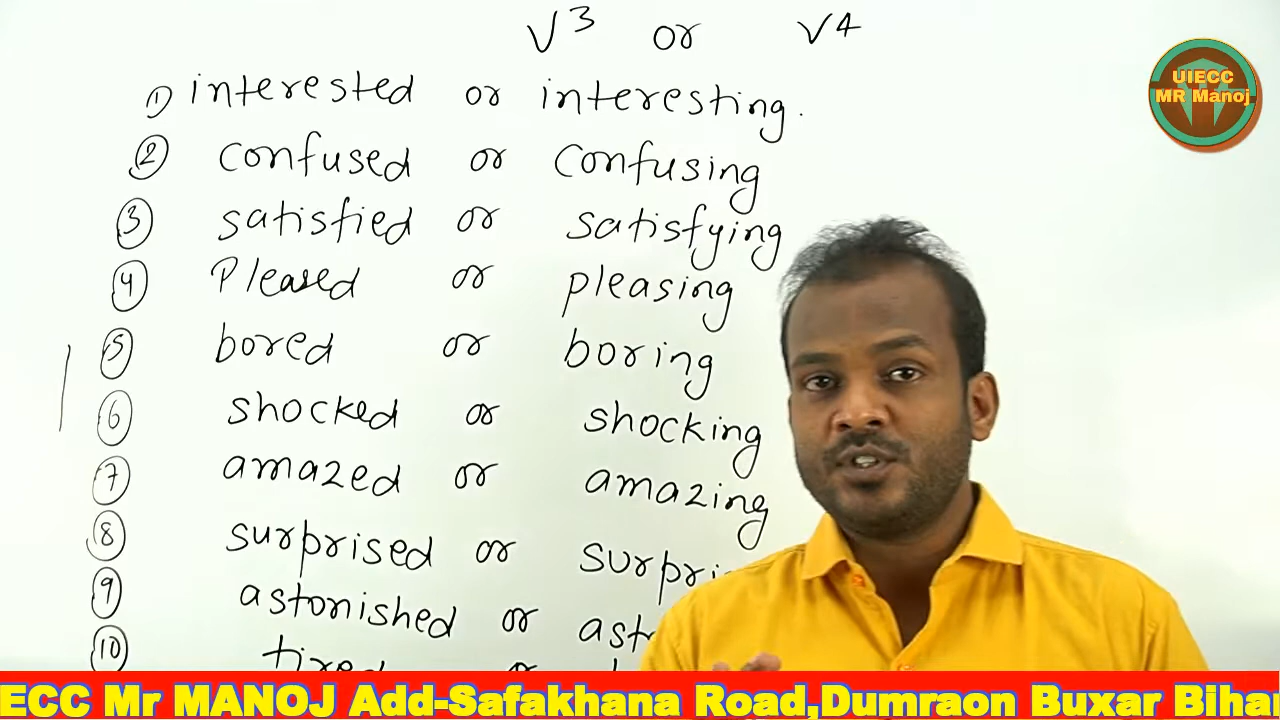 V3 or V4
① interested or interesting.
② confused or confusing
③ satisfied or satisfying
④ Pleased or pleasing
⑤ bored or boring
⑥ shocked or shocking
⑦ amazed or amazing
⑧ surprised or surpri
⑨ astonished or ast
⑩ tired or
UIECC
MR Manoj
ECC Mr MANOJ Add-Safakhana Road,Dumraon Buxar Bihar